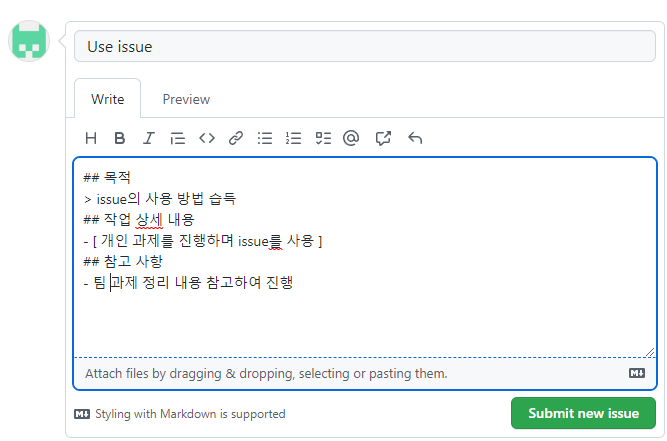 Use issue
Write
Preview
## 목적
> issue의 사용 방법 습득
## 작업 상세 내용
- [ 개인 과제를 진행하며 issue를 사용 ]
## 참고 사항
- 팀 과제 정리 내용 참고하여 진행
Attach files by dragging & dropping, selecting or pasting them.
Styling with Markdown is supported
Submit new issue